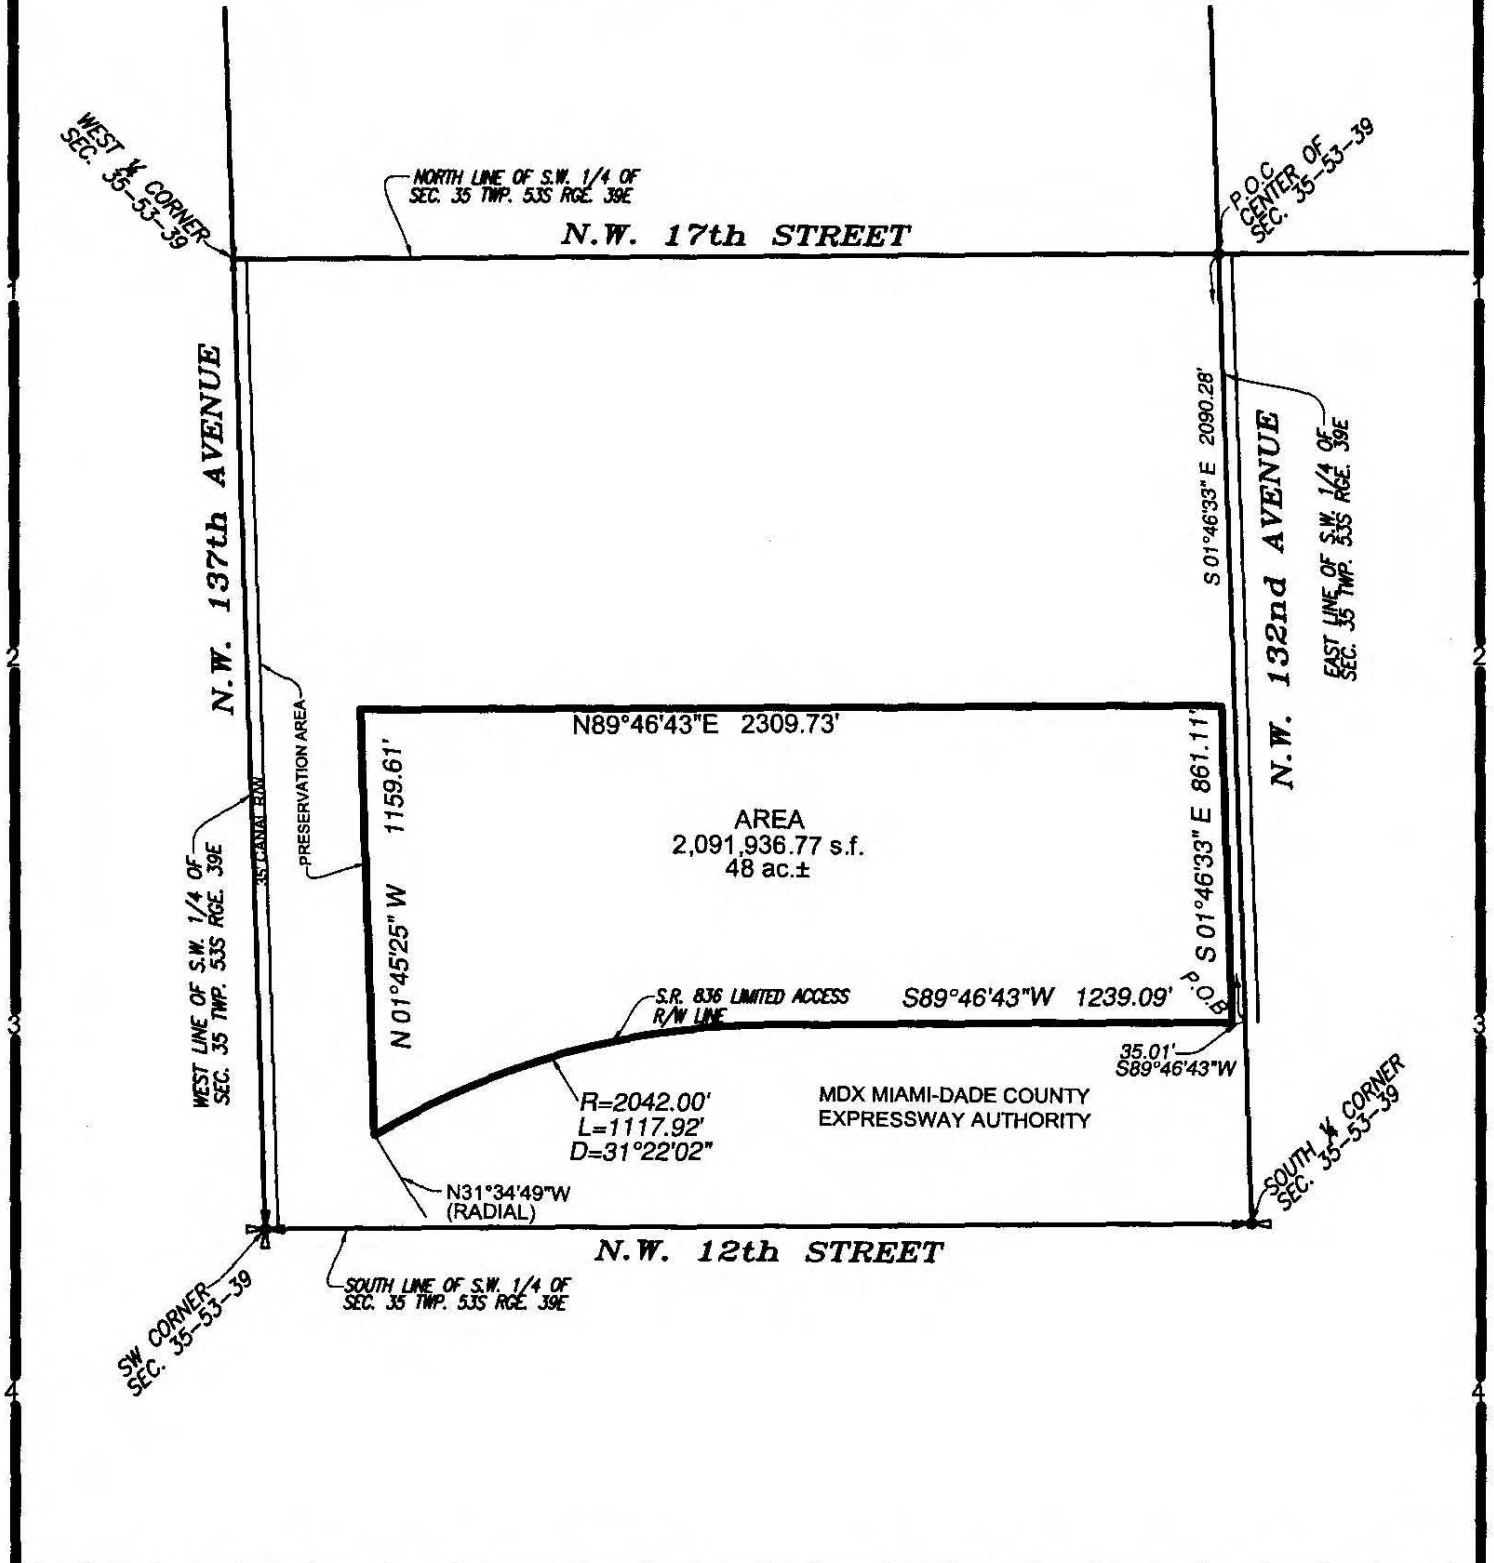 WEST ¼ CORNER
SEC. 35-53-39
NORTH LINE OF S.W. 1/4 OF
SEC. 35 TWP. 53S RGE. 39E
N.W. 17th STREET
P.O.C
CENTER OF
SEC. 35-53-39
1
1
N.W. 137th AVENUE
S 01°46'33" E 2090.28'
N.W. 132nd AVENUE
EAST LINE OF S.W. 1/4 OF
SEC. 35 TWP. 53S RGE. 39E
2
2
PRESERVATION AREA
N89°46'43"E 2309.73'
N 01°45'25" W 1159.61'
AREA
2,091,936.77 s.f.
48 ac.±
S 01°46'33" E 861.11'
35' CANAL R/W
WEST LINE OF S.W. 1/4 OF
SEC. 35 TWP. 53S RGE. 39E
S.R. 836 LIMITED ACCESS
R/W LINE
S89°46'43"W 1239.09'
P.O.B
3
3
35.01'
S89°46'43"W
R=2042.00'
L=1117.92'
D=31°22'02"
MDX MIAMI-DADE COUNTY
EXPRESSWAY AUTHORITY
N31°34'49"W
(RADIAL)
SOUTH ¼ CORNER
SEC. 35-53-39
N.W. 12th STREET
SOUTH LINE OF S.W. 1/4 OF
SEC. 35 TWP. 53S RGE. 39E
SW CORNER
SEC. 35-53-39
4
4